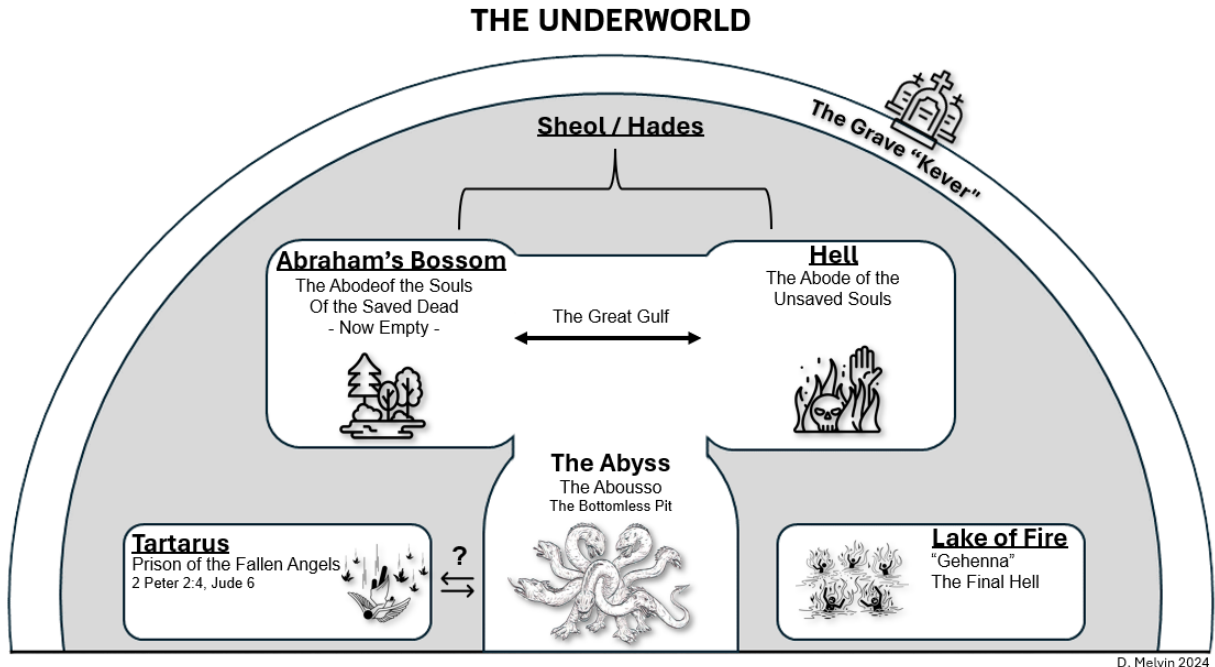 THE UNDERWORLD
Sheol / Hades
The Grave “Kever"
Abraham’s Bossom
The Abodeof the Souls
Of the Saved Dead
- Now Empty -
The Great Gulf
Hell
The Abode of the
Unsaved Souls
The Abyss
The Abousso
The Bottomless Pit
Tartarus
Prison of the Fallen Angels
2 Peter 2:4, Jude 6
?
Lake of Fire
“Gehenna”
The Final Hell
D. Melvin 2024